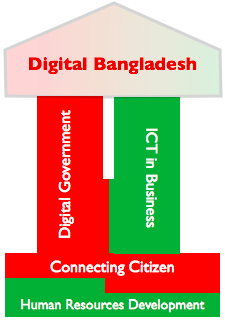 Digital Bangladesh
Digital Government
ICT in Business
Connecting Citizen
Human Resources Development